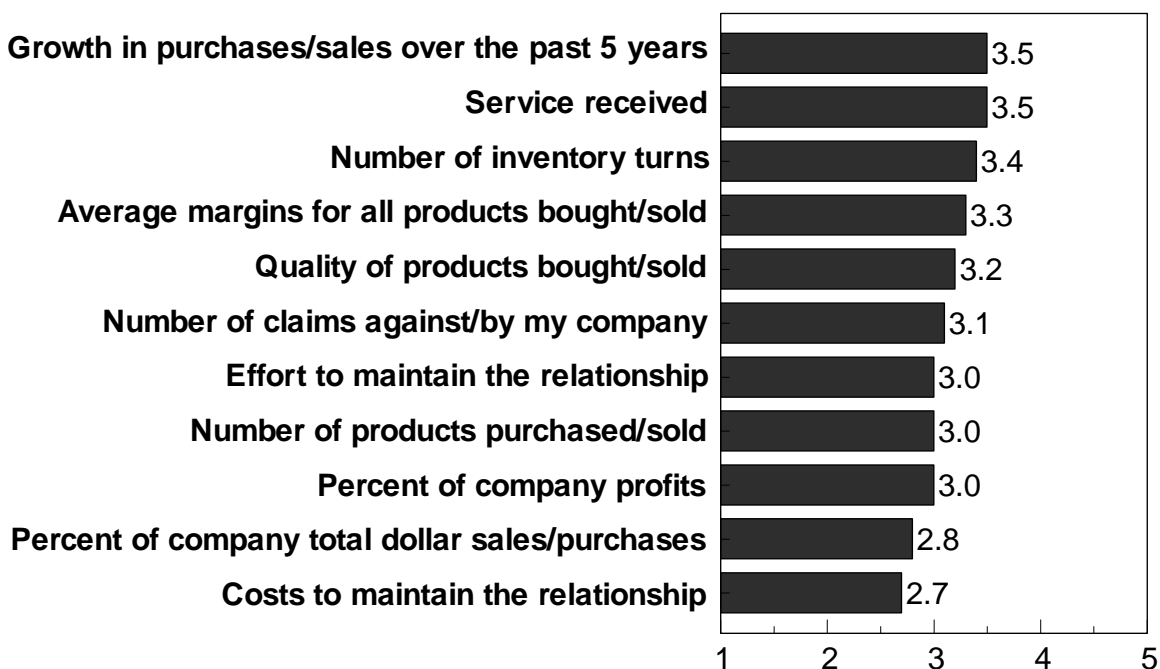 Growth in purchases/sales over the past 5 years 3.5
Service received 3.5
Number of inventory turns 3.4
Average margins for all products bought/sold 3.3
Quality of products bought/sold 3.2
Number of claims against/by my company 3.1
Effort to maintain the relationship 3.0
Number of products purchased/sold 3.0
Percent of company profits 3.0
Percent of company total dollar sales/purchases 2.8
Costs to maintain the relationship 2.7
1 2 3 4 5